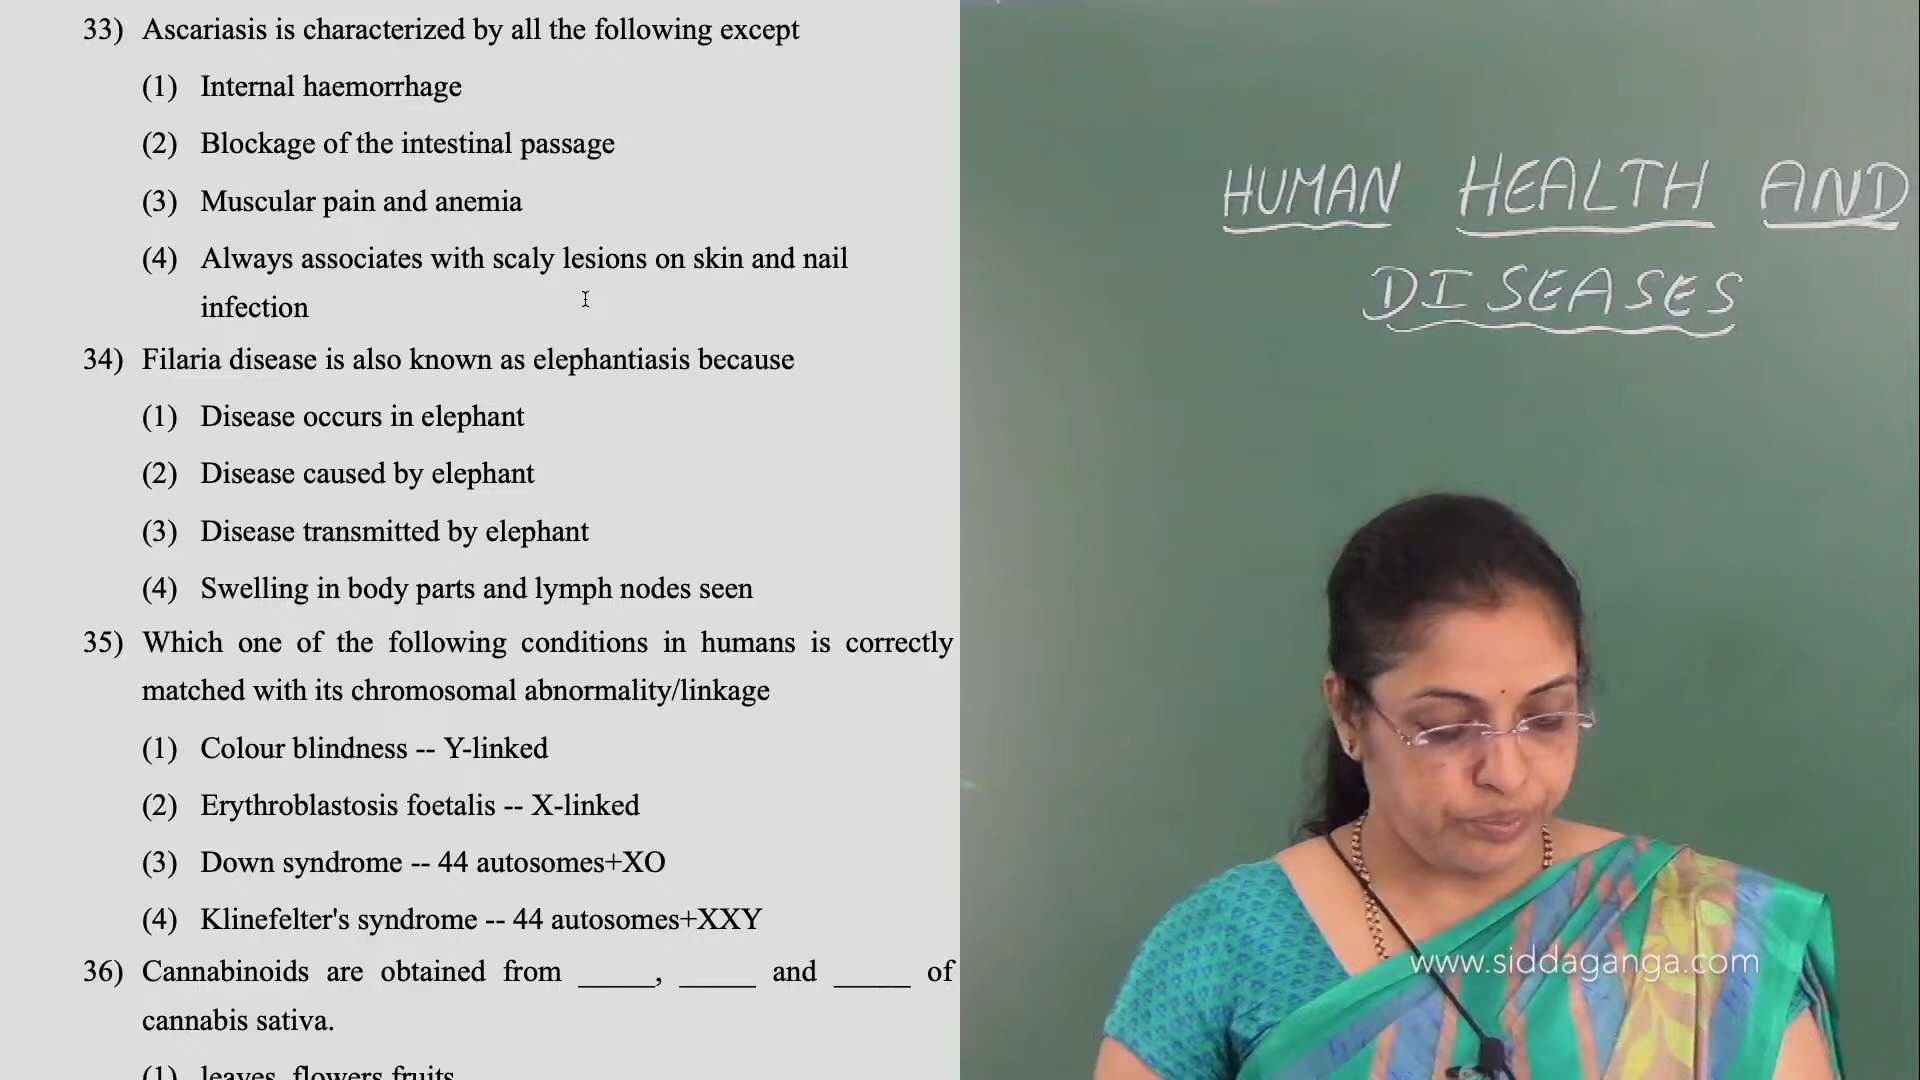 33) Ascariasis is characterized by all the following except
(1) Internal haemorrhage
(2) Blockage of the intestinal passage
(3) Muscular pain and anemia
(4) Always associates with scaly lesions on skin and nail
infection
34) Filaria disease is also known as elephantiasis because
(1) Disease occurs in elephant
(2) Disease caused by elephant
(3) Disease transmitted by elephant
(4) Swelling in body parts and lymph nodes seen
35) Which one of the following conditions in humans is correctly
matched with its chromosomal abnormality/linkage
(1) Colour blindness -- Y-linked
(2) Erythroblastosis foetalis -- X-linked
(3) Down syndrome -- 44 autosomes+XO
(4) Klinefelter's syndrome -- 44 autosomes+XXY
36) Cannabinoids are obtained from _____, _____ and _____ of
cannabis sativa.
(1) leaves, flowers fruits
HUMAN HEALTH AND
DISEASES
www.siddaganga.com